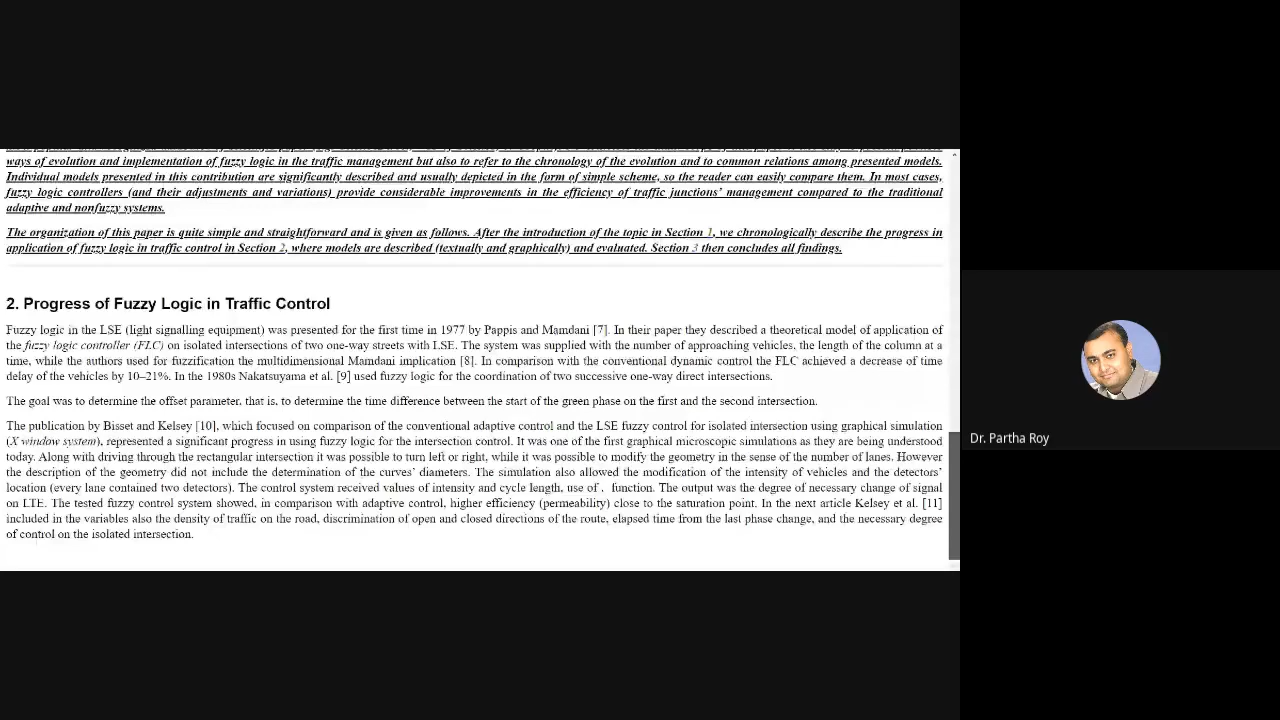 ways of evolution and implementation of fuzzy logic in the traffic management but also to refer to the chronology of the evolution and to common relations among presented models.
Individual models presented in this contribution are significantly described and usually depicted in the form of simple scheme, so the reader can easily compare them. In most cases,
fuzzy logic controllers (and their adjustments and variations) provide considerable improvements in the efficiency of traffic junctions' management compared to the traditional
adaptive and nonfuzzy systems.
The organization of this paper is quite simple and straightforward and is given as follows. After the introduction of the topic in Section 1, we chronologically describe the progress in
application of fuzzy logic in traffic control in Section 2, where models are described (textually and graphically) and evaluated. Section 3 then concludes all findings.
2. Progress of Fuzzy Logic in Traffic Control
Fuzzy logic in the LSE (light signalling equipment) was presented for the first time in 1977 by Pappis and Mamdani [7]. In their paper they described a theoretical model of application of
the fuzzy logic controller (FLC) on isolated intersections of two one-way streets with LSE. The system was supplied with the number of approaching vehicles, the length of the column at a
time, while the authors used for fuzzification the multidimensional Mamdani implication [8]. In comparison with the conventional dynamic control the FLC achieved a decrease of time
delay of the vehicles by 10–21%. In the 1980s Nakatsuyama et al. [9] used fuzzy logic for the coordination of two successive one-way direct intersections.
The goal was to determine the offset parameter, that is, to determine the time difference between the start of the green phase on the first and the second intersection.
The publication by Bisset and Kelsey [10], which focused on comparison of the conventional adaptive control and the LSE fuzzy control for isolated intersection using graphical simulation
(X window system), represented a significant progress in using fuzzy logic for the intersection control. It was one of the first graphical microscopic simulations as they are being understood
today. Along with driving through the rectangular intersection it was possible to turn left or right, while it was possible to modify the geometry in the sense of the number of lanes. However
the description of the geometry did not include the determination of the curves' diameters. The simulation also allowed the modification of the intensity of vehicles and the detectors'
location (every lane contained two detectors). The control system received values of intensity and cycle length, use of . function. The output was the degree of necessary change of signal
on LTE. The tested fuzzy control system showed, in comparison with adaptive control, higher efficiency (permeability) close to the saturation point. In the next article Kelsey et al. [11]
included in the variables also the density of traffic on the road, discrimination of open and closed directions of the route, elapsed time from the last phase change, and the necessary degree
of control on the isolated intersection.
Dr. Partha Roy